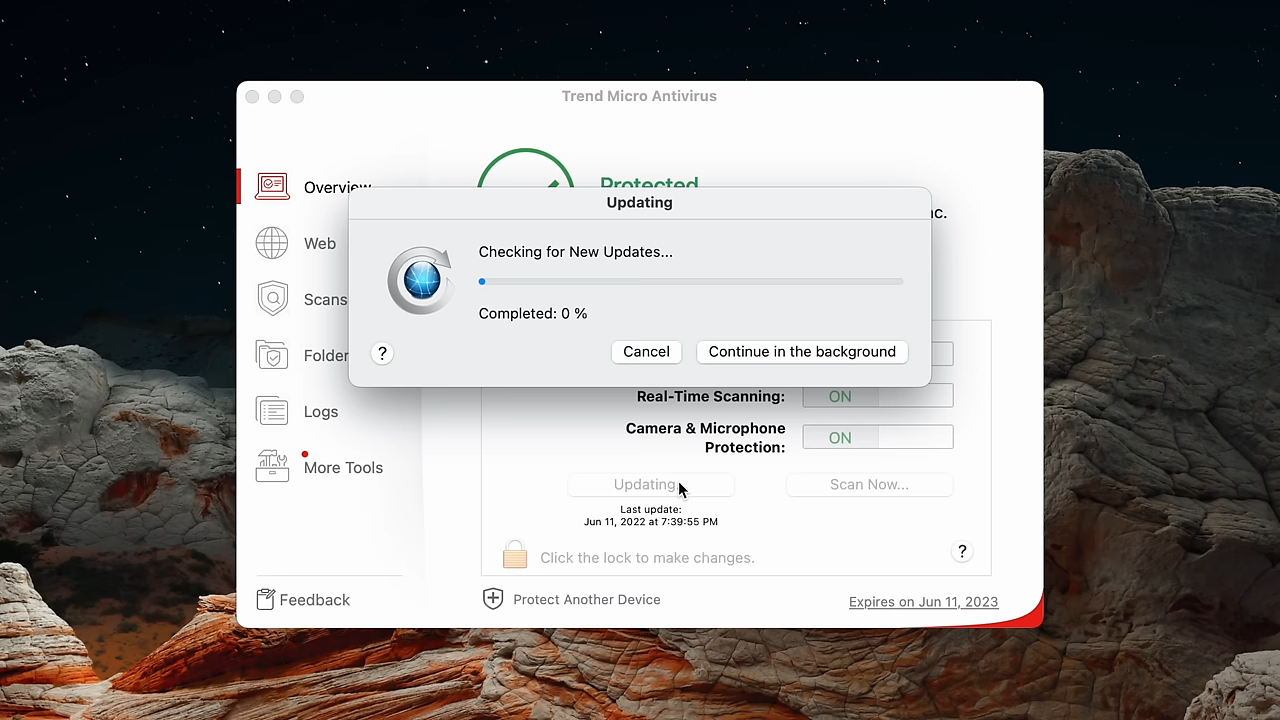 Trend Micro Antivirus
Overview
Web
Scans
Folder
Logs
More Tools
Feedback
Protected
Updating
Checking for New Updates...
Completed: 0 %
?
Cancel
Continue in the background
Real-Time Scanning:
ON
Camera & Microphone
Protection:
ON
Updating
Scan Now...
Last update:
Jun 11, 2022 at 7:39:55 PM
Click the lock to make changes.
?
Protect Another Device
Expires on Jun 11, 2023